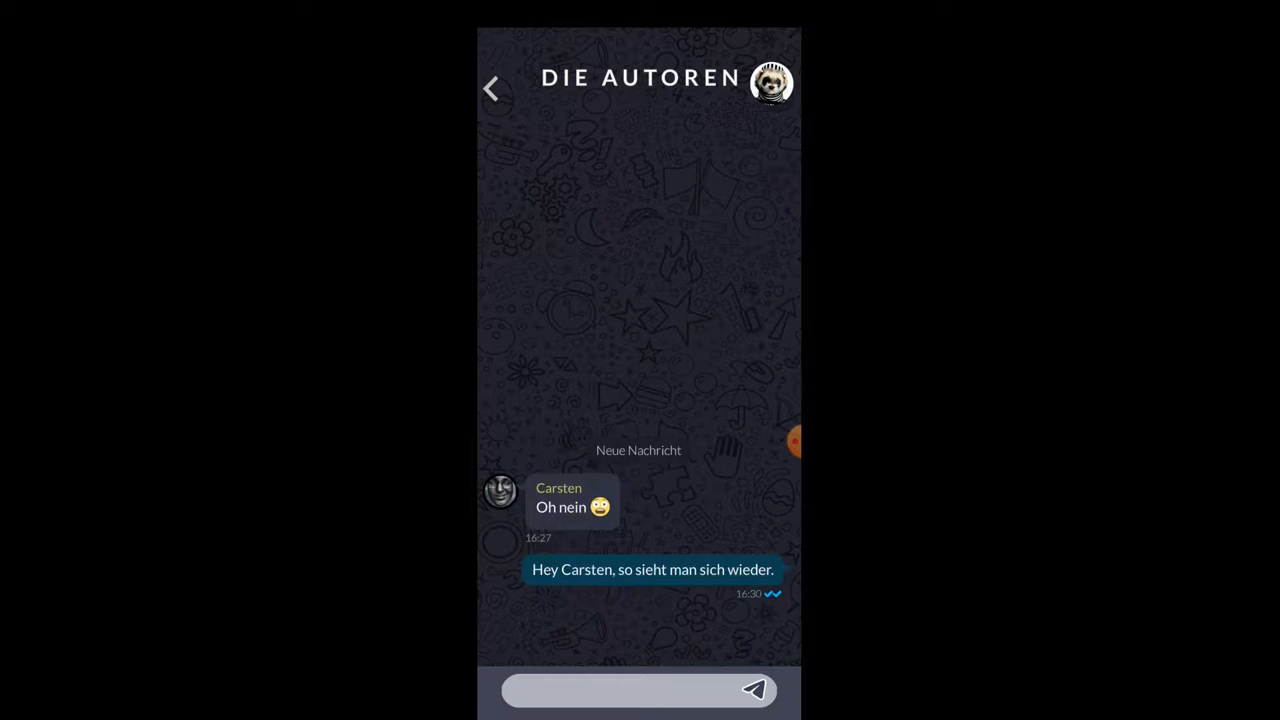 DIE AUTOREN
Neue Nachricht
Carsten
Oh nein 😱
16:27
Hey Carsten, so sieht man sich wieder.
16:30